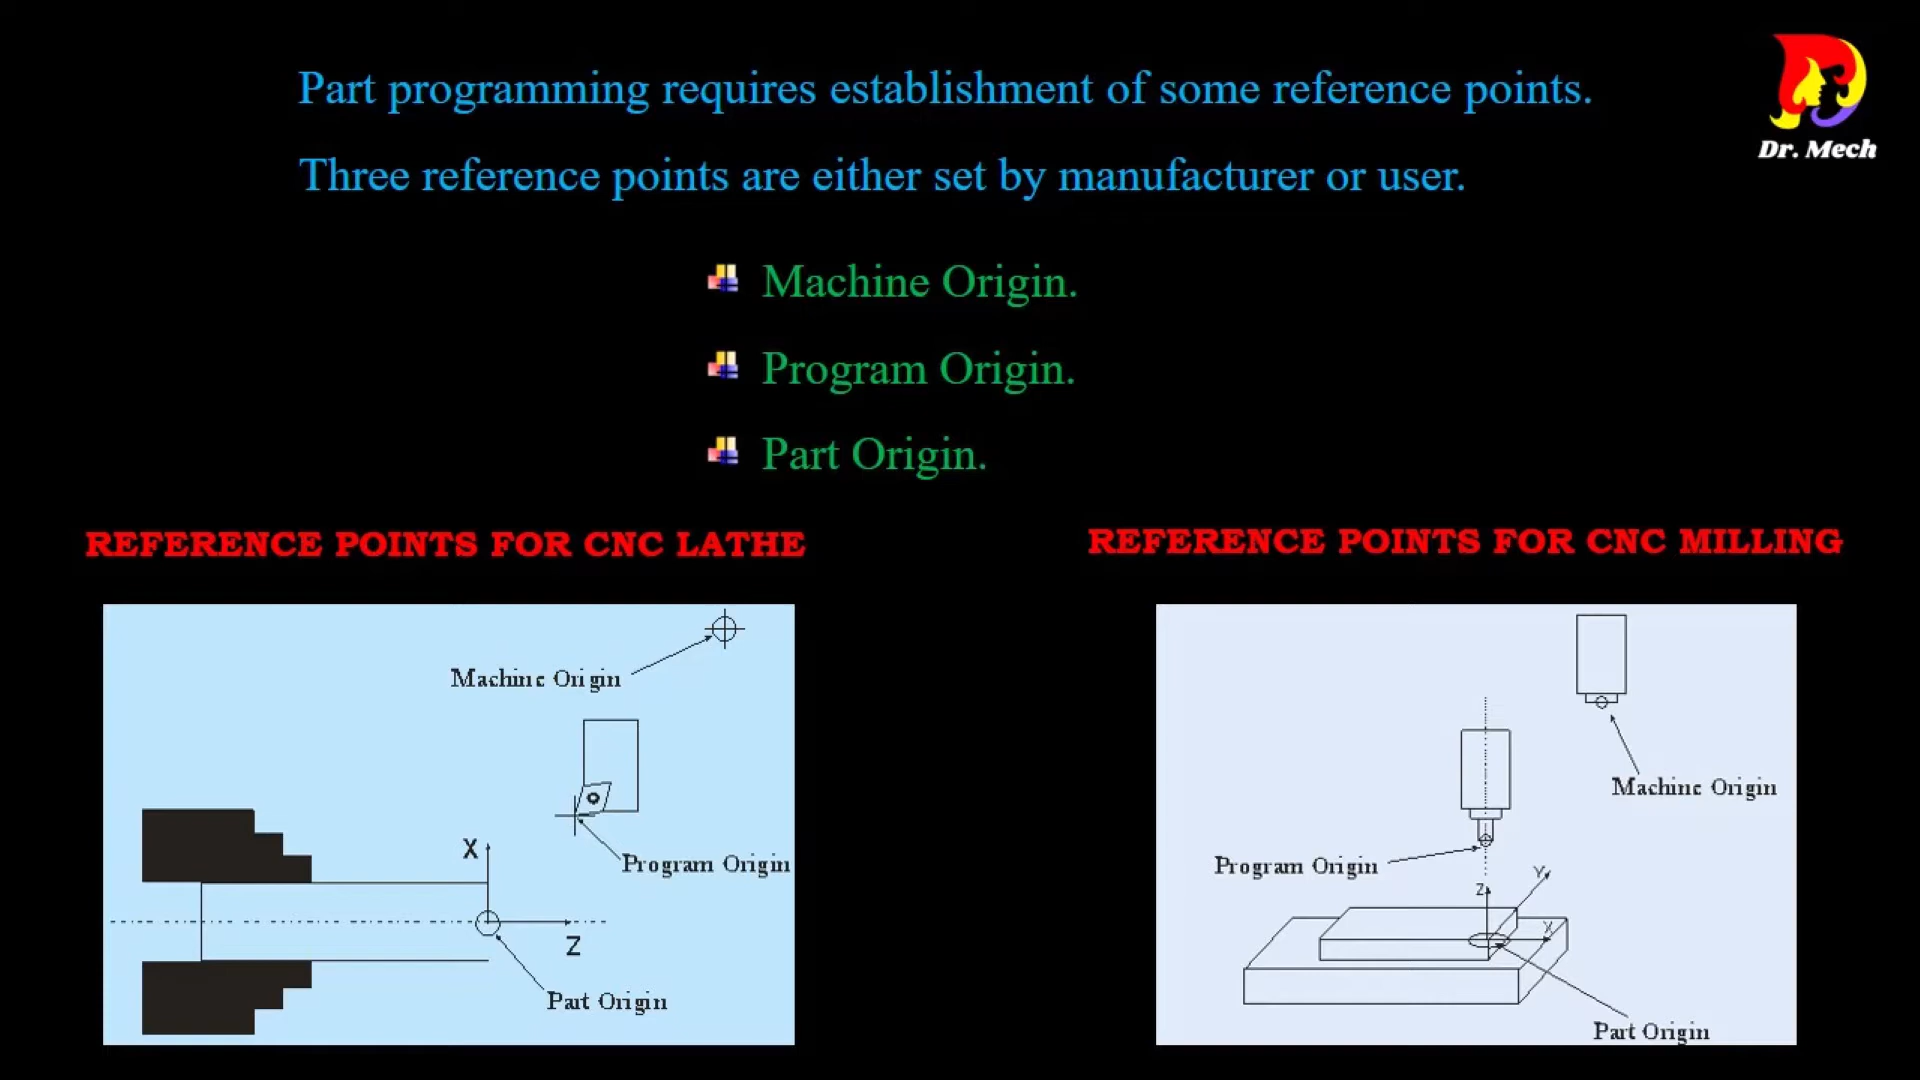 Part programming requires establishment of some reference points.
Dr. Mech
Three reference points are either set by manufacturer or user.
Machine Origin.
Program Origin.
Part Origin.
REFERENCE POINTS FOR CNC LATHE
Machine Origin
Program Origin
X
Z
Part Origin
REFERENCE POINTS FOR CNC MILLING
Machine Origin
Program Origin
Z
Y
X
Part Origin